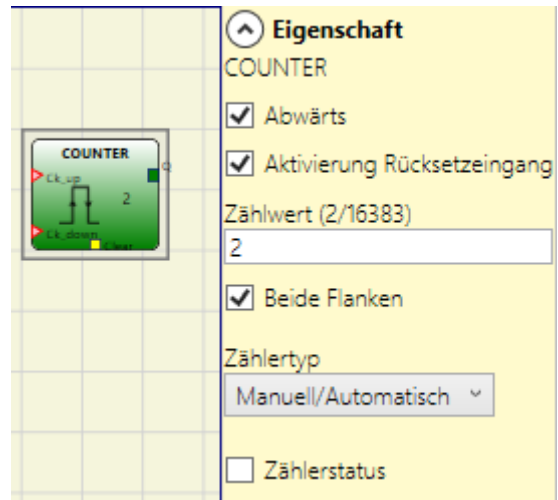 COUNTER
Ck_up
Q
2
Ck_down
Clear
Eigenschaft
COUNTER
Abwärts
Aktivierung Rücksetzeingang
Zählwert (2/16383)
2
Beide Flanken
Zählertyp
Manuell/Automatisch
Zählerstatus